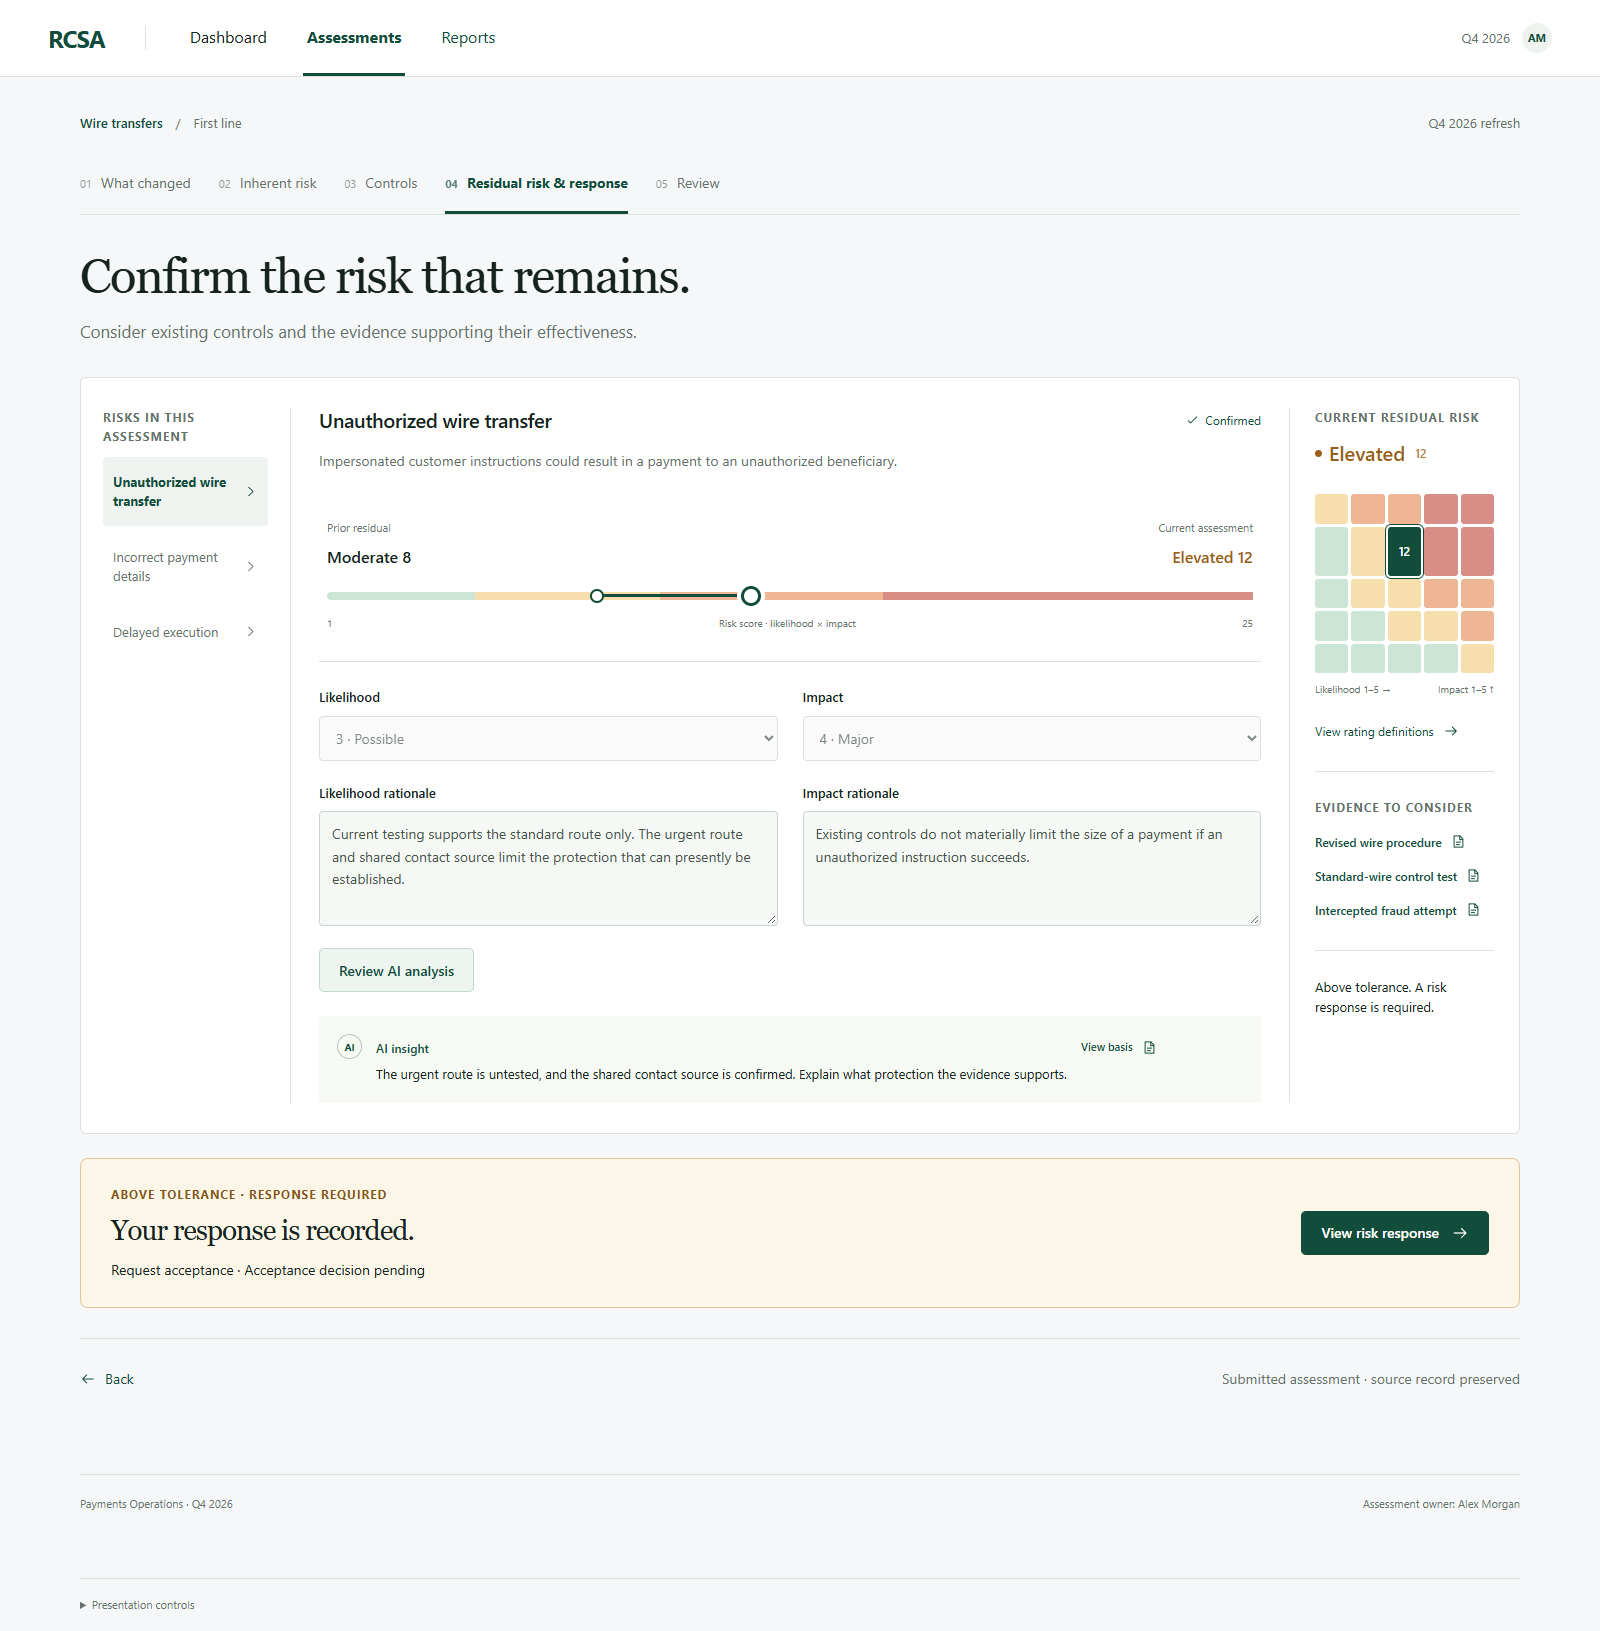 RCSA
Dashboard
Assessments
Reports
Q4 2026
AM
Wire transfers / First line
Q4 2026 refresh
01 What changed
02 Inherent risk
03 Controls
04 Residual risk & response
05 Review
Confirm the risk that remains.
Consider existing controls and the evidence supporting their effectiveness.
RISKS IN THIS
ASSESSMENT
Unauthorized wire
transfer
Incorrect payment
details
Delayed execution
Unauthorized wire transfer
Confirmed
Impersonated customer instructions could result in a payment to an unauthorized beneficiary.
Prior residual
Current assessment
Moderate 8
Elevated 12
1
Risk score · likelihood × impact
25
Likelihood
Impact
3 · Possible
4 · Major
Likelihood rationale
Impact rationale
Current testing supports the standard route only. The urgent route
and shared contact source limit the protection that can presently be
established.
Existing controls do not materially limit the size of a payment if an
unauthorized instruction succeeds.
Review AI analysis
AI
AI insight
View basis
The urgent route is untested, and the shared contact source is confirmed. Explain what protection the evidence supports.
CURRENT RESIDUAL RISK
Elevated 12
12
Likelihood 1–5 →
Impact 1–5 ↑
View rating definitions →
EVIDENCE TO CONSIDER
Revised wire procedure
Standard-wire control test
Intercepted fraud attempt
Above tolerance. A risk
response is required.
ABOVE TOLERANCE · RESPONSE REQUIRED
Your response is recorded.
Request acceptance · Acceptance decision pending
View risk response →
← Back
Submitted assessment · source record preserved
Payments Operations · Q4 2026
Assessment owner: Alex Morgan
Presentation controls